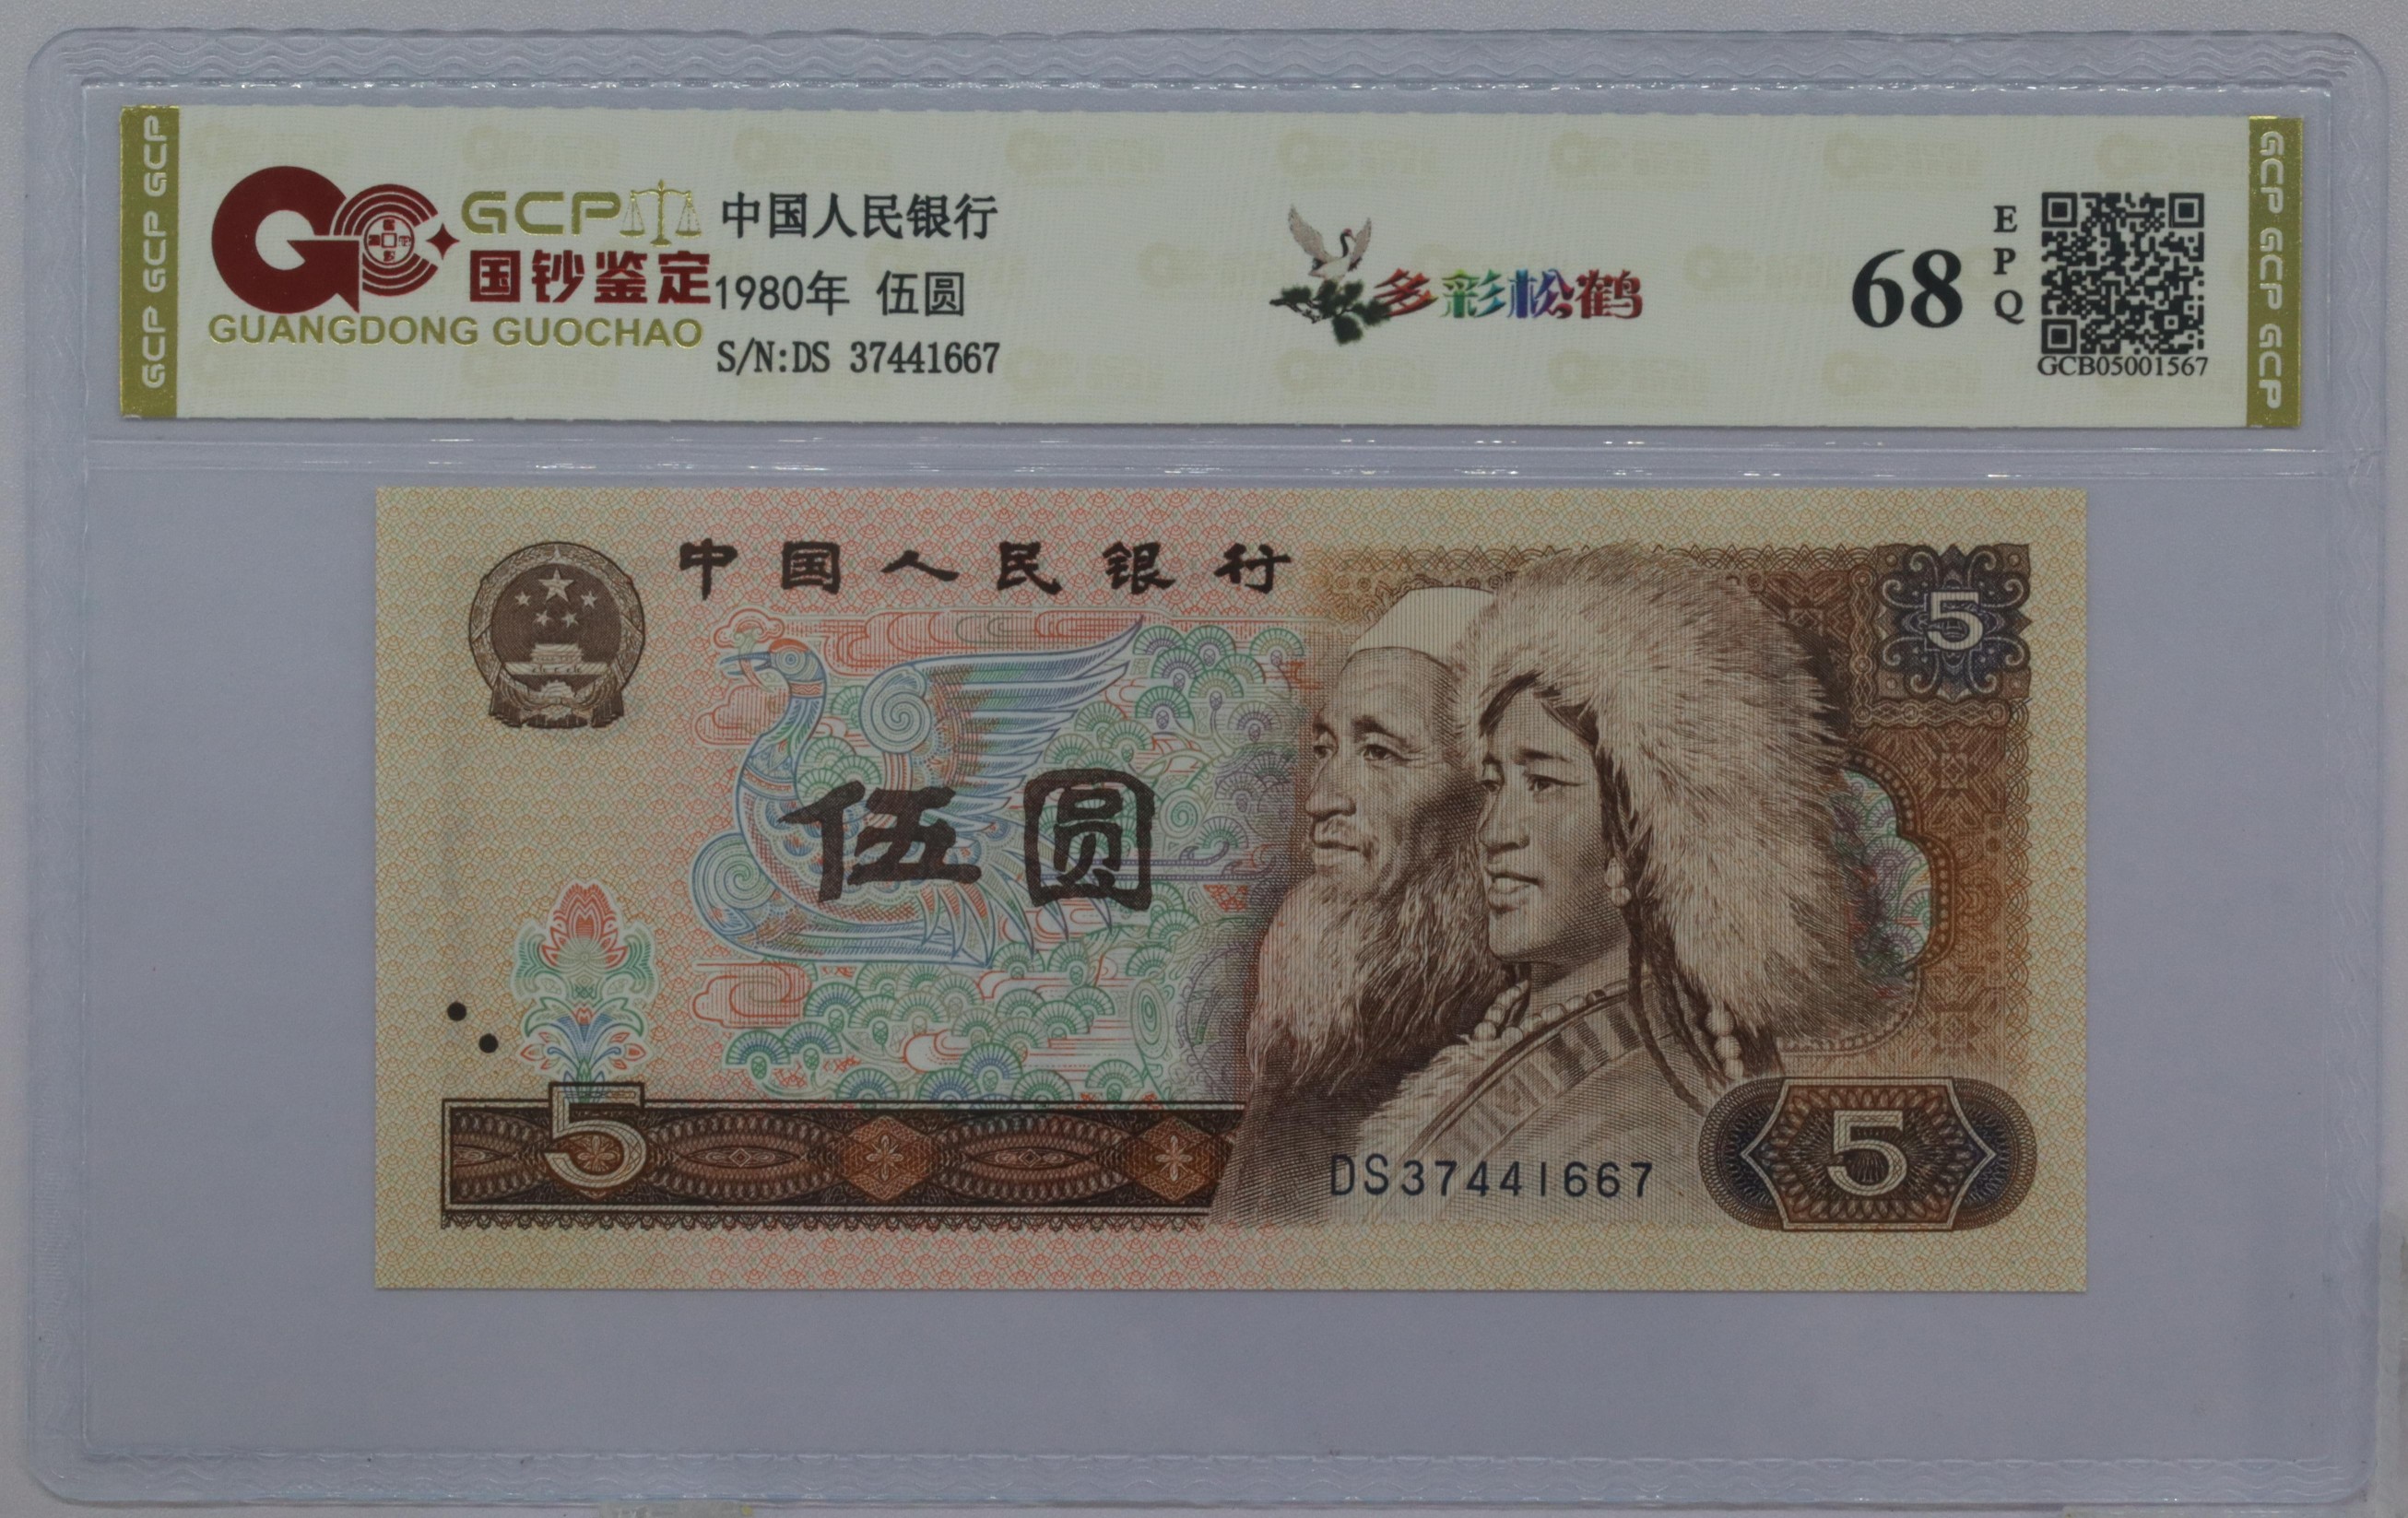 GCP GCP GCP
GCP
国钞鉴定
GUANGDONG GUOCHAO
中国人民银行
1980年 伍圆
S/N:DS 37441667
多彩松鹤
68
EPQ
GCB05001567
GCP GCP GCP
中国人民银行
5
伍圆
5
DS37441667
5